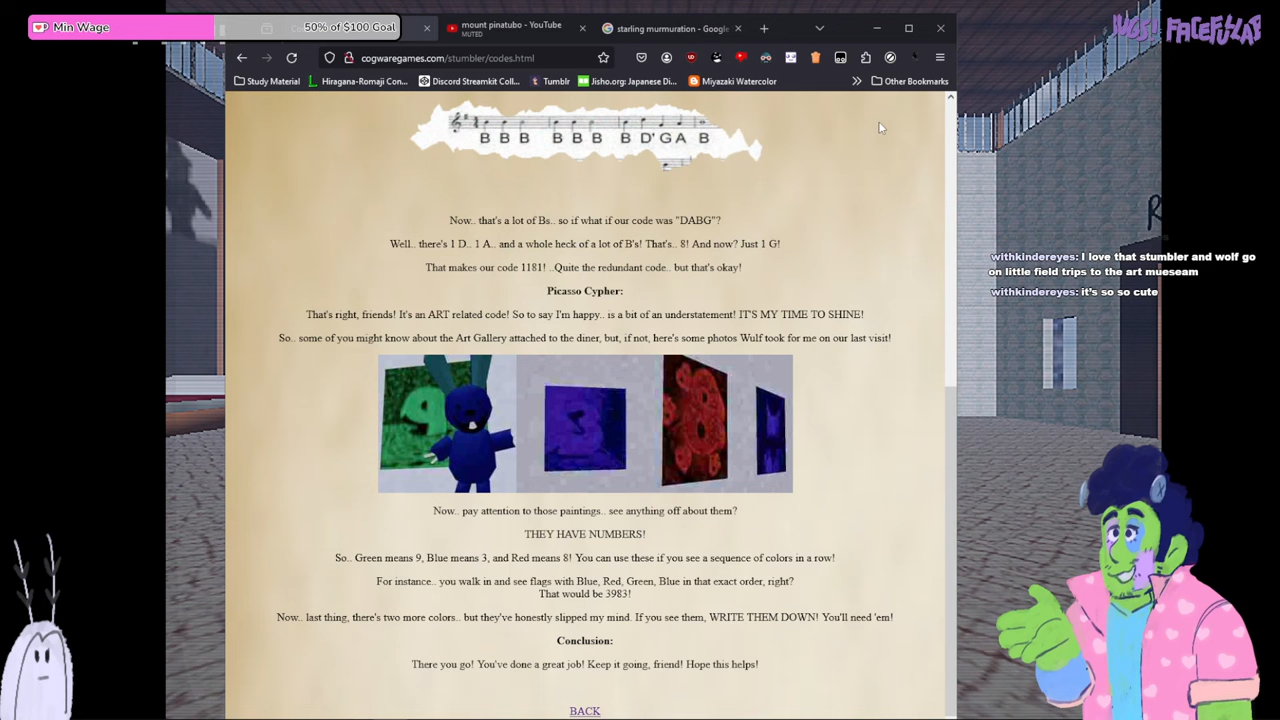 Min Wage
50% of $100 Goal
mount pinatubo - YouTube
MUTED
starling murmuration - Google
cogwaregames.com/stumbler/codes.html
Study Material
Hiragana-Romaji Con...
Discord Streamkit Coll...
Tumblr
Jisho.org: Japanese Di...
Miyazaki Watercolor
Other Bookmarks
B B B B B B B D' G A B
Now.. that's a lot of Bs.. so if what if our code was "DABG"?
Well.. there's 1 D.. 1 A.. and a whole heck of a lot of B's! That's.. 8! And now? Just 1 G!
That makes our code 1181! ..Quite the redundant code.. but that's okay!
Picasso Cypher:
That's right, friends! It's an ART related code! So to say I'm happy.. is a bit of an understatement! IT'S MY TIME TO SHINE!
So.. some of you might know about the Art Gallery attached to the diner, but, if not, here's some photos Wulf took for me on our last visit!
9 3 8
Now.. pay attention to those paintings.. see anything off about them?
THEY HAVE NUMBERS!
So.. Green means 9, Blue means 3, and Red means 8! You can use these if you see a sequence of colors in a row!
For instance.. you walk in and see flags with Blue, Red, Green, Blue in that exact order, right?
That would be 3983!
Now.. last thing, there's two more colors.. but they've honestly slipped my mind. If you see them, WRITE THEM DOWN! You'll need 'em!
Conclusion:
There you go! You've done a great job! Keep it going, friend! Hope this helps!
BACK
withkindereyes: I love that stumbler and wolf go
on little field trips to the art mueseam
withkindereyes: it's so so cute
R